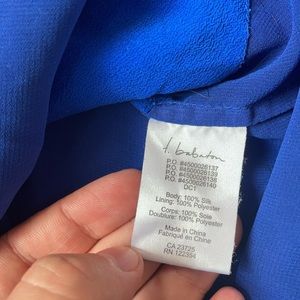 t. babaton
P.O. #4500026137
P.O. #4500026139
P.O. #4500026138
P.O. #4500026140
DC1
Body: 100% Silk
Lining: 100% Polyester
Corps: 100% Soie
Doublure: 100% Polyester
Made in China
Fabriqué en Chine
CA 23725
RN 122354